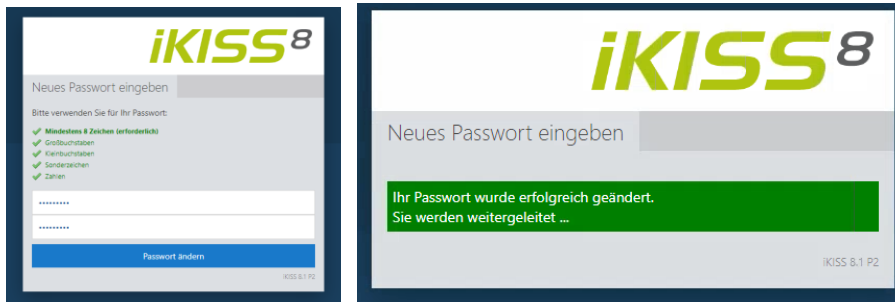 iKISS8
Neues Passwort eingeben
Bitte verwenden Sie für Ihr Passwort:
Mindestens 8 Zeichen (erforderlich)
Großbuchstaben
Kleinbuchstaben
Sonderzeichen
Zahlen
•••••••••
•••••••••
Passwort ändern
iKISS 8.1 P2
iKISS8
Neues Passwort eingeben
Ihr Passwort wurde erfolgreich geändert.
Sie werden weitergeleitet ...
iKISS 8.1 P2